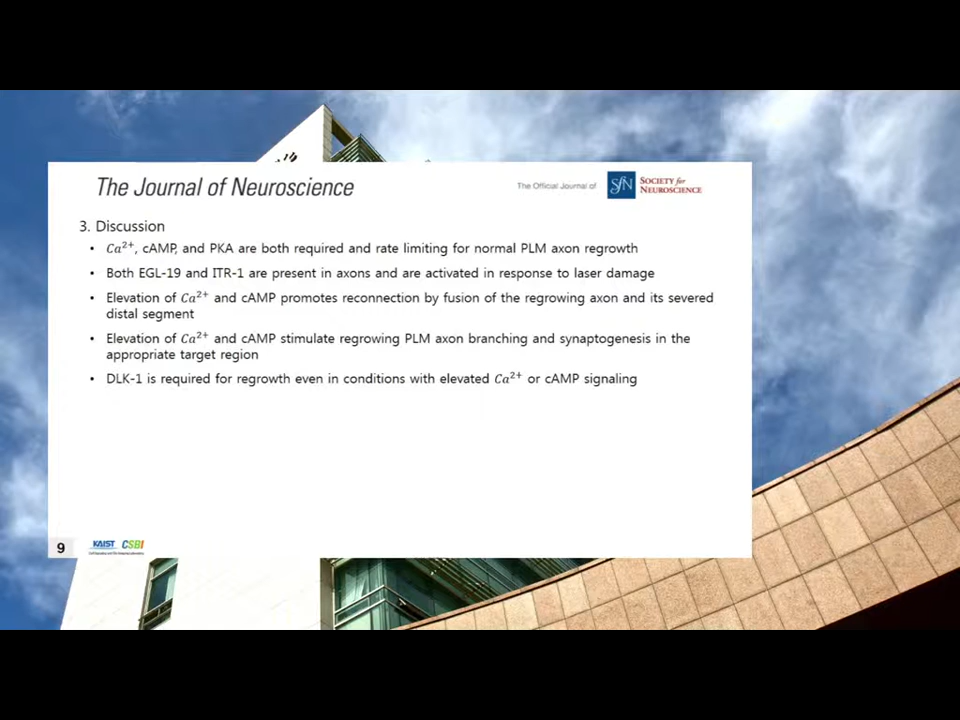 The Journal of Neuroscience
The Official Journal of
SfN
SOCIETY for
NEUROSCIENCE
3. Discussion
• Ca²⁺, cAMP, and PKA are both required and rate limiting for normal PLM axon regrowth
• Both EGL-19 and ITR-1 are present in axons and are activated in response to laser damage
• Elevation of Ca²⁺ and cAMP promotes reconnection by fusion of the regrowing axon and its severed
distal segment
• Elevation of Ca²⁺ and cAMP stimulate regrowing PLM axon branching and synaptogenesis in the
appropriate target region
• DLK-1 is required for regrowth even in conditions with elevated Ca²⁺ or cAMP signaling
9
KAIST CSBI